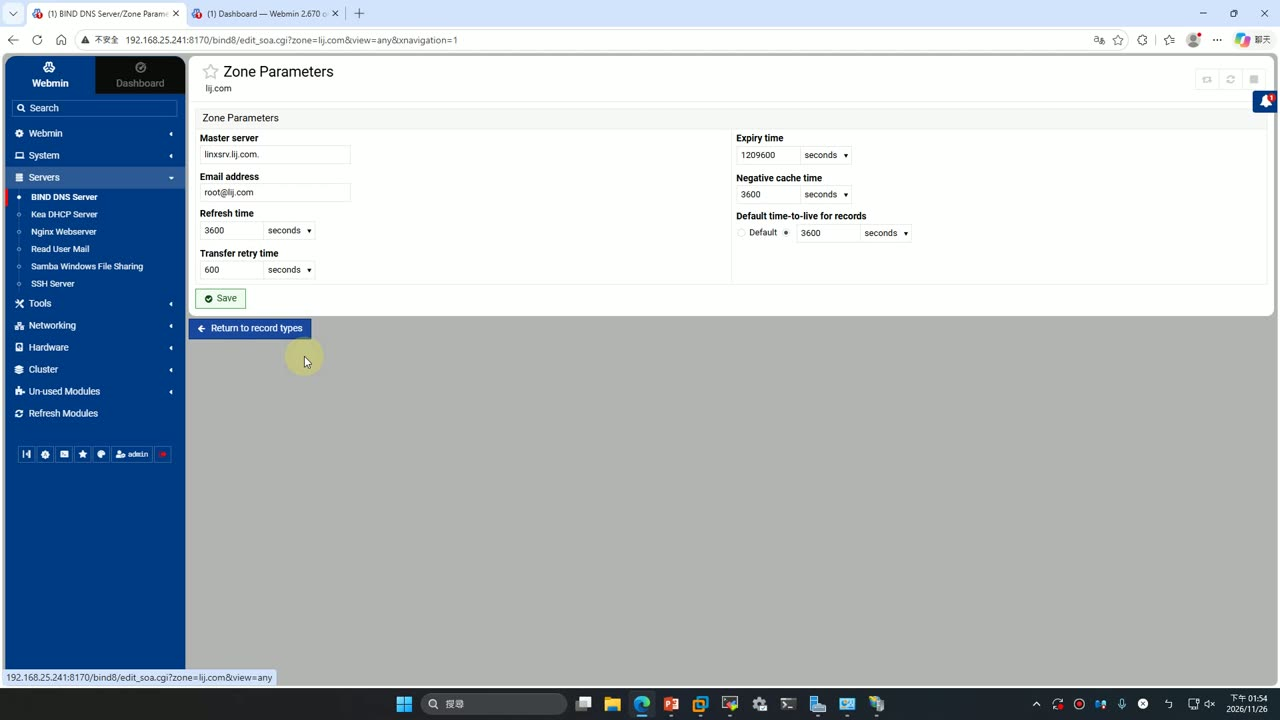 (1) BIND DNS Server/Zone Parame
(1) Dashboard — Webmin 2.670 o
不安全
192.168.25.241:8170/bind8/edit_soa.cgi?zone=lij.com&view=any&xnavigation=1
聊天
Webmin
Dashboard
Search
Webmin
System
Servers
BIND DNS Server
Kea DHCP Server
Nginx Webserver
Read User Mail
Samba Windows File Sharing
SSH Server
Tools
Networking
Hardware
Cluster
Un-used Modules
Refresh Modules
admin
Zone Parameters
lij.com
1
Zone Parameters
Master server
linxsrv.lij.com.
Email address
root@lij.com
Refresh time
3600 seconds
Transfer retry time
600 seconds
Expiry time
1209600 seconds
Negative cache time
3600 seconds
Default time-to-live for records
Default 3600 seconds
Save
Return to record types
192.168.25.241:8170/bind8/edit_soa.cgi?zone=lij.com&view=any
搜尋
下午 01:54
2026/11/26